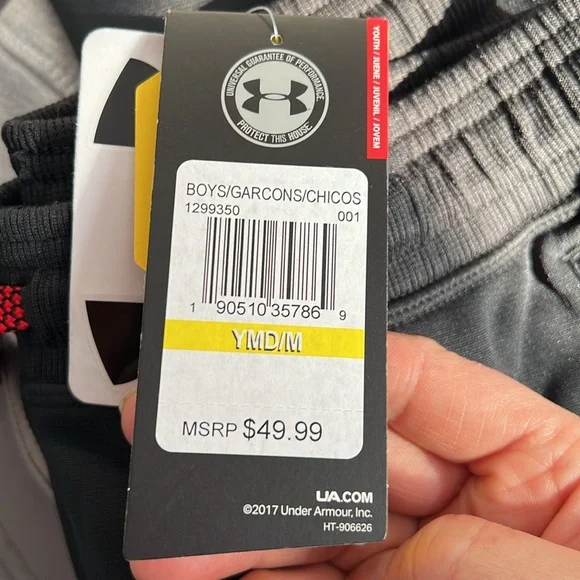 UNIVERSAL GUARANTEE OF PERFORMANCE
PROTECT THIS HOUSE
YOUTH / JUENE / JUVENIL / JOVEM
BOYS/GARCONS/CHICOS
1299350 001
1 90510 35786 9
YMD/M
MSRP $49.99
UA.COM
©2017 Under Armour, Inc.
HT-906626